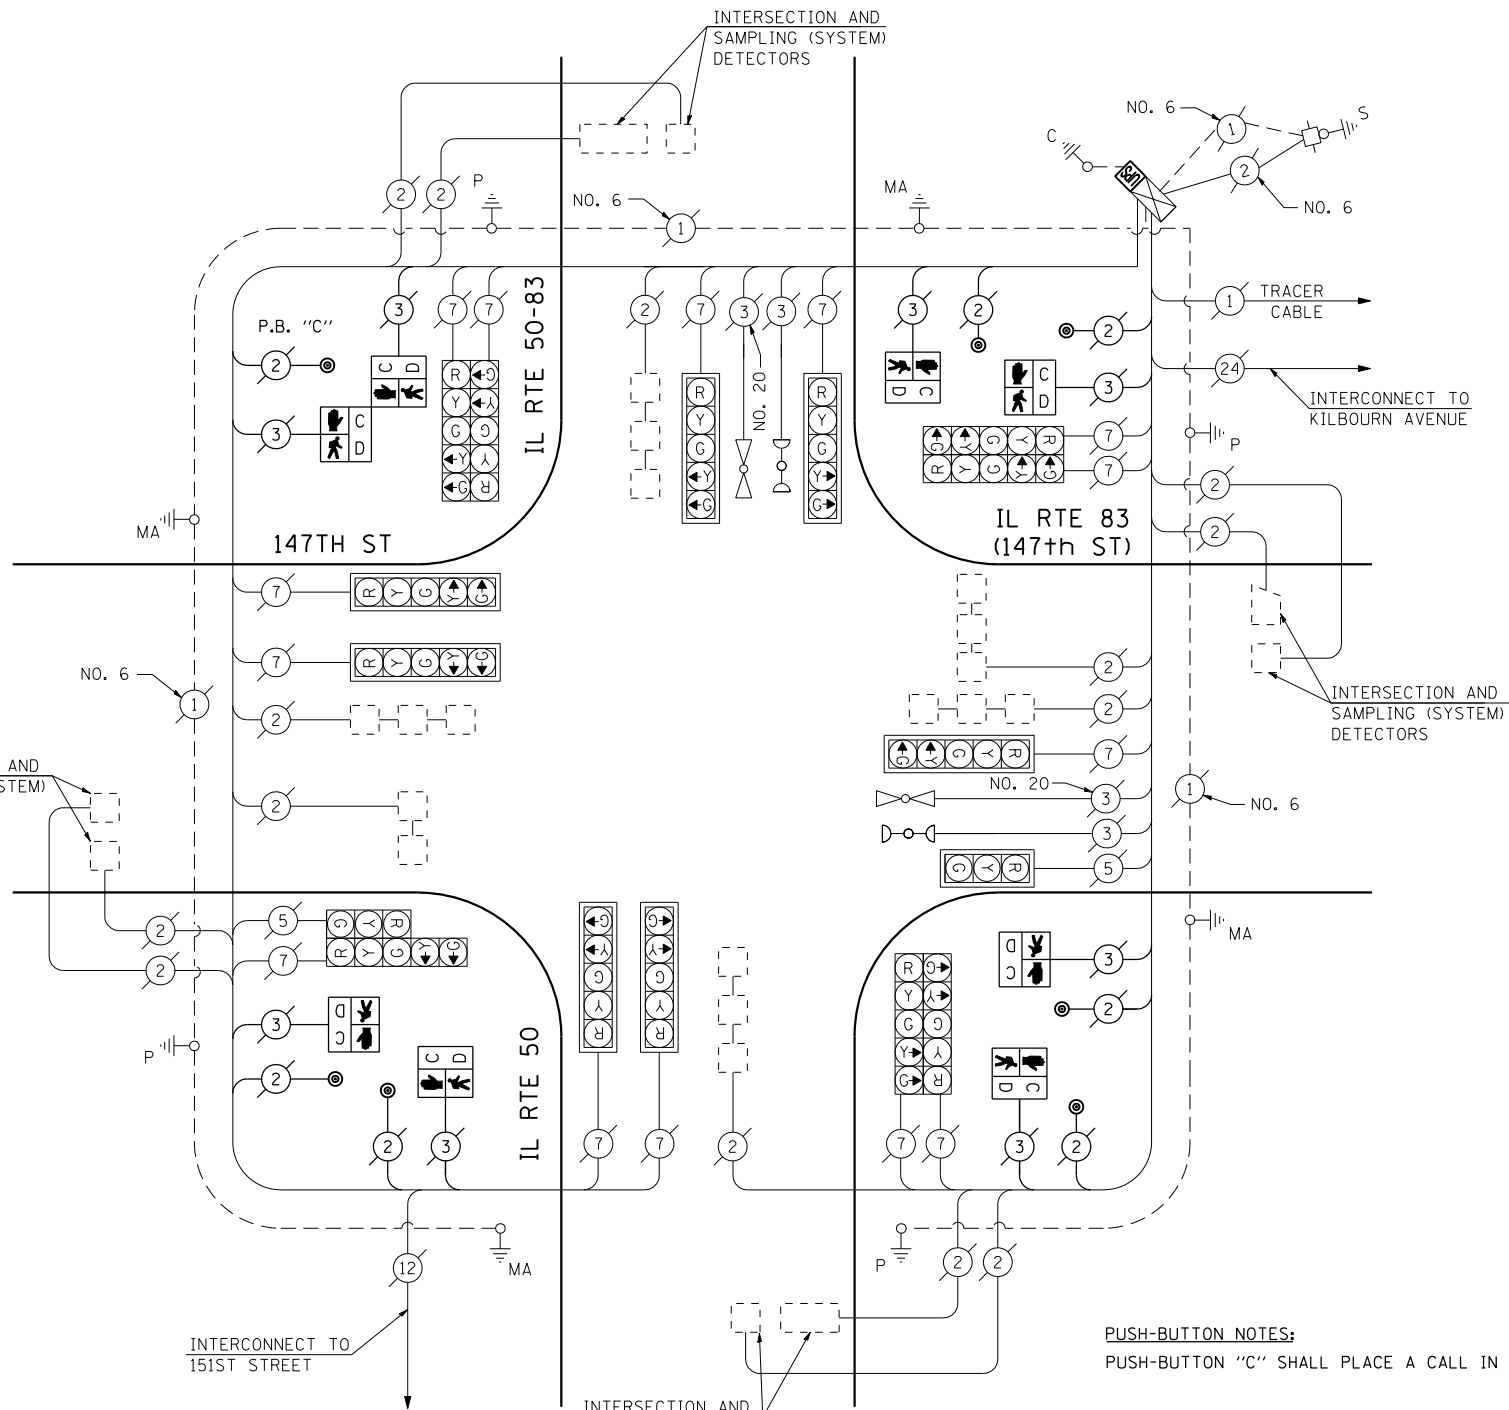 INTERSECTION AND
SAMPLING (SYSTEM)
DETECTORS
NO. 6
1
S
C
UPS
2
NO. 6
2
2
P
NO. 6
1
MA
1
TRACER
CABLE
24
INTERCONNECT TO
KILBOURN AVENUE
P
P.B. "C"
2
3
3
7
7
C D
C
D
R Y G Y G
G Y G Y R
IL RTE 50-83
2
7
3
3
7
NO. 20
R Y G Y G
R Y G Y G
3
2
2
3
7
7
C D
C
D
G Y G Y R
R Y G Y G
2
2
IL RTE 83
(147th ST)
MA
147TH ST
7
R Y G Y G
7
R Y G Y G
2
2
NO. 6
1
AND
STEM)
2
2
7
G Y G Y R
NO. 20
3
3
5
G Y R
1
NO. 6
INTERSECTION AND
SAMPLING (SYSTEM)
DETECTORS
MA
2
2
5
7
G Y R
R Y G Y G
3
D
C
2
2
3
C D
P
IL RTE 50
G Y G Y R
G Y G Y R
7
7
2
R Y G Y G
G Y G Y R
7
7
D
C
3
2
D C
3
2
P
2
2
MA
12
INTERCONNECT TO
151ST STREET
INTERSECTION AND
PUSH-BUTTON NOTES:
PUSH-BUTTON "C" SHALL PLACE A CALL IN